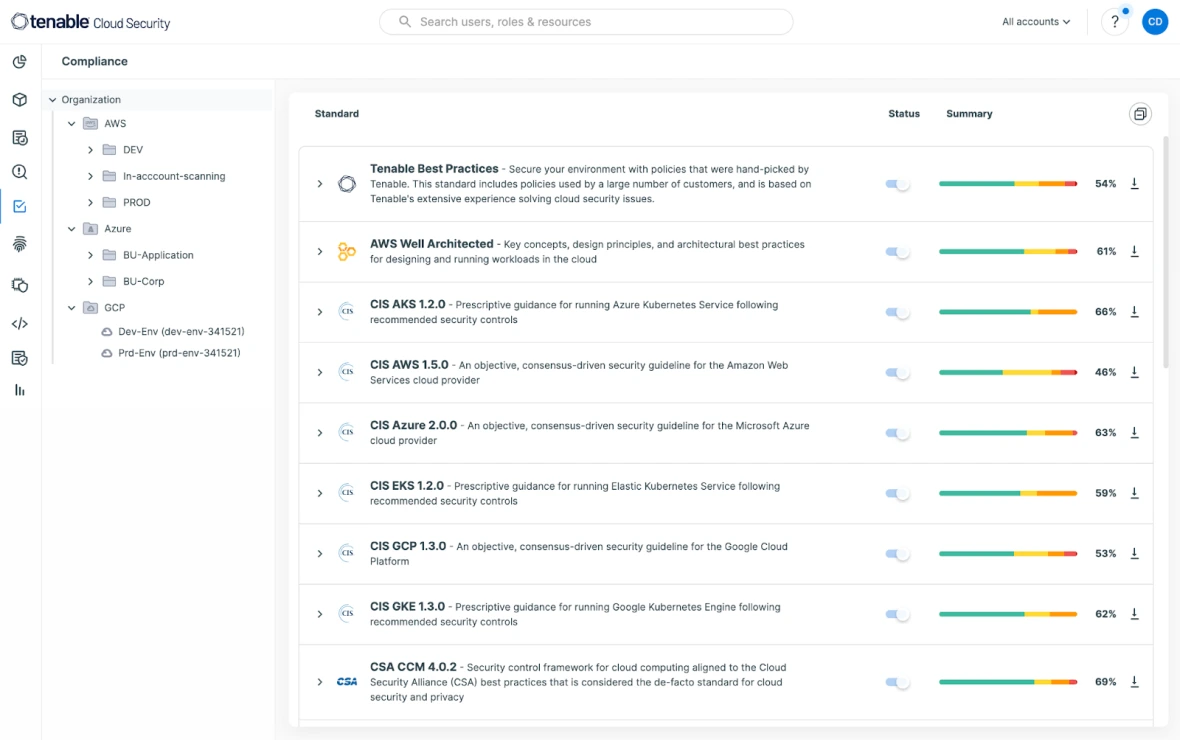 tenable Cloud Security
Search users, roles & resources
All accounts
?
CD
Compliance
Organization
AWS
DEV
In-acccount-scanning
PROD
Azure
BU-Application
BU-Corp
GCP
Dev-Env (dev-env-341521)
Prd-Env (prd-env-341521)
Standard Status Summary
Tenable Best Practices - Secure your environment with policies that were hand-picked by
Tenable. This standard includes policies used by a large number of customers, and is based on
Tenable's extensive experience solving cloud security issues.
54%
AWS Well Architected - Key concepts, design principles, and architectural best practices
for designing and running workloads in the cloud
61%
CIS
CIS AKS 1.2.0 - Prescriptive guidance for running Azure Kubernetes Service following
recommended security controls
66%
CIS
CIS AWS 1.5.0 - An objective, consensus-driven security guideline for the Amazon Web
Services cloud provider
46%
CIS
CIS Azure 2.0.0 - An objective, consensus-driven security guideline for the Microsoft Azure
cloud provider
63%
CIS
CIS EKS 1.2.0 - Prescriptive guidance for running Elastic Kubernetes Service following
recommended security controls
59%
CIS
CIS GCP 1.3.0 - An objective, consensus-driven security guideline for the Google Cloud
Platform
53%
CIS
CIS GKE 1.3.0 - Prescriptive guidance for running Google Kubernetes Engine following
recommended security controls
62%
CSA
CSA CCM 4.0.2 - Security control framework for cloud computing aligned to the Cloud
Security Alliance (CSA) best practices that is considered the de-facto standard for cloud
security and privacy
69%